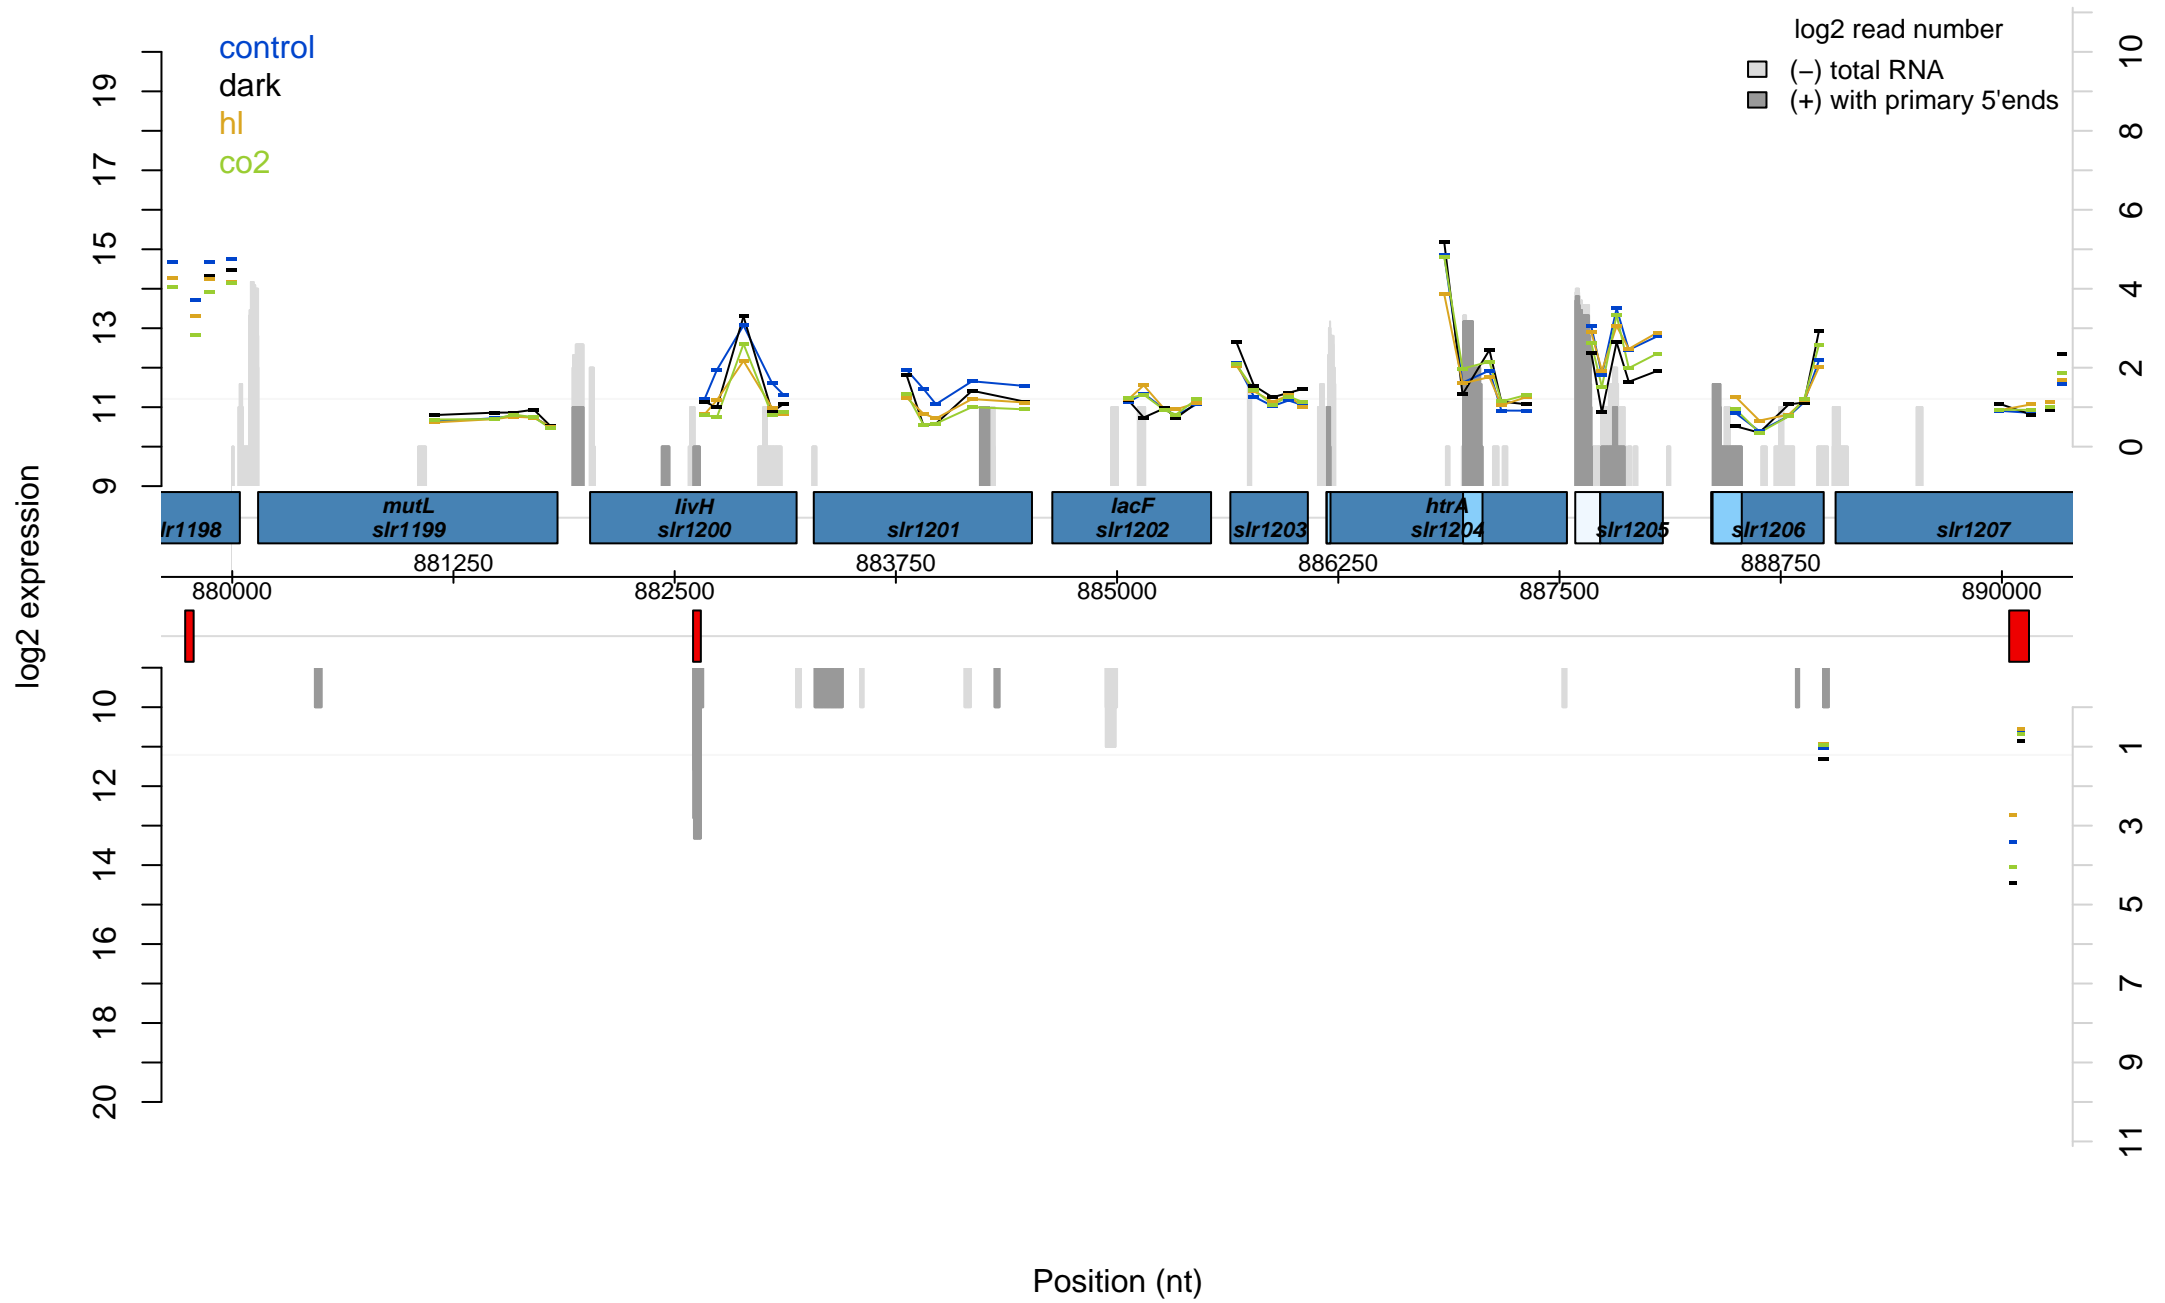 control
dark
hl
co2
log2 read number
(−) total RNA
(+) with primary 5'ends
19
17
15
13
11
9
10
8
6
4
2
0
log2 expression
lr1198
mutL
slr1199
livH
slr1200
slr1201
lacF
slr1202
slr1203
htrA
slr1204
slr1205
slr1206
slr1207
881250
883750
886250
888750
880000
882500
885000
887500
890000
10
12
14
16
18
20
1
3
5
7
9
11
Position (nt)